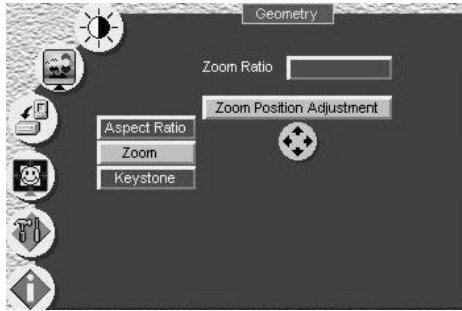 Geometry
Zoom Ratio
Zoom Position Adjustment
Aspect Ratio
Zoom
Keystone